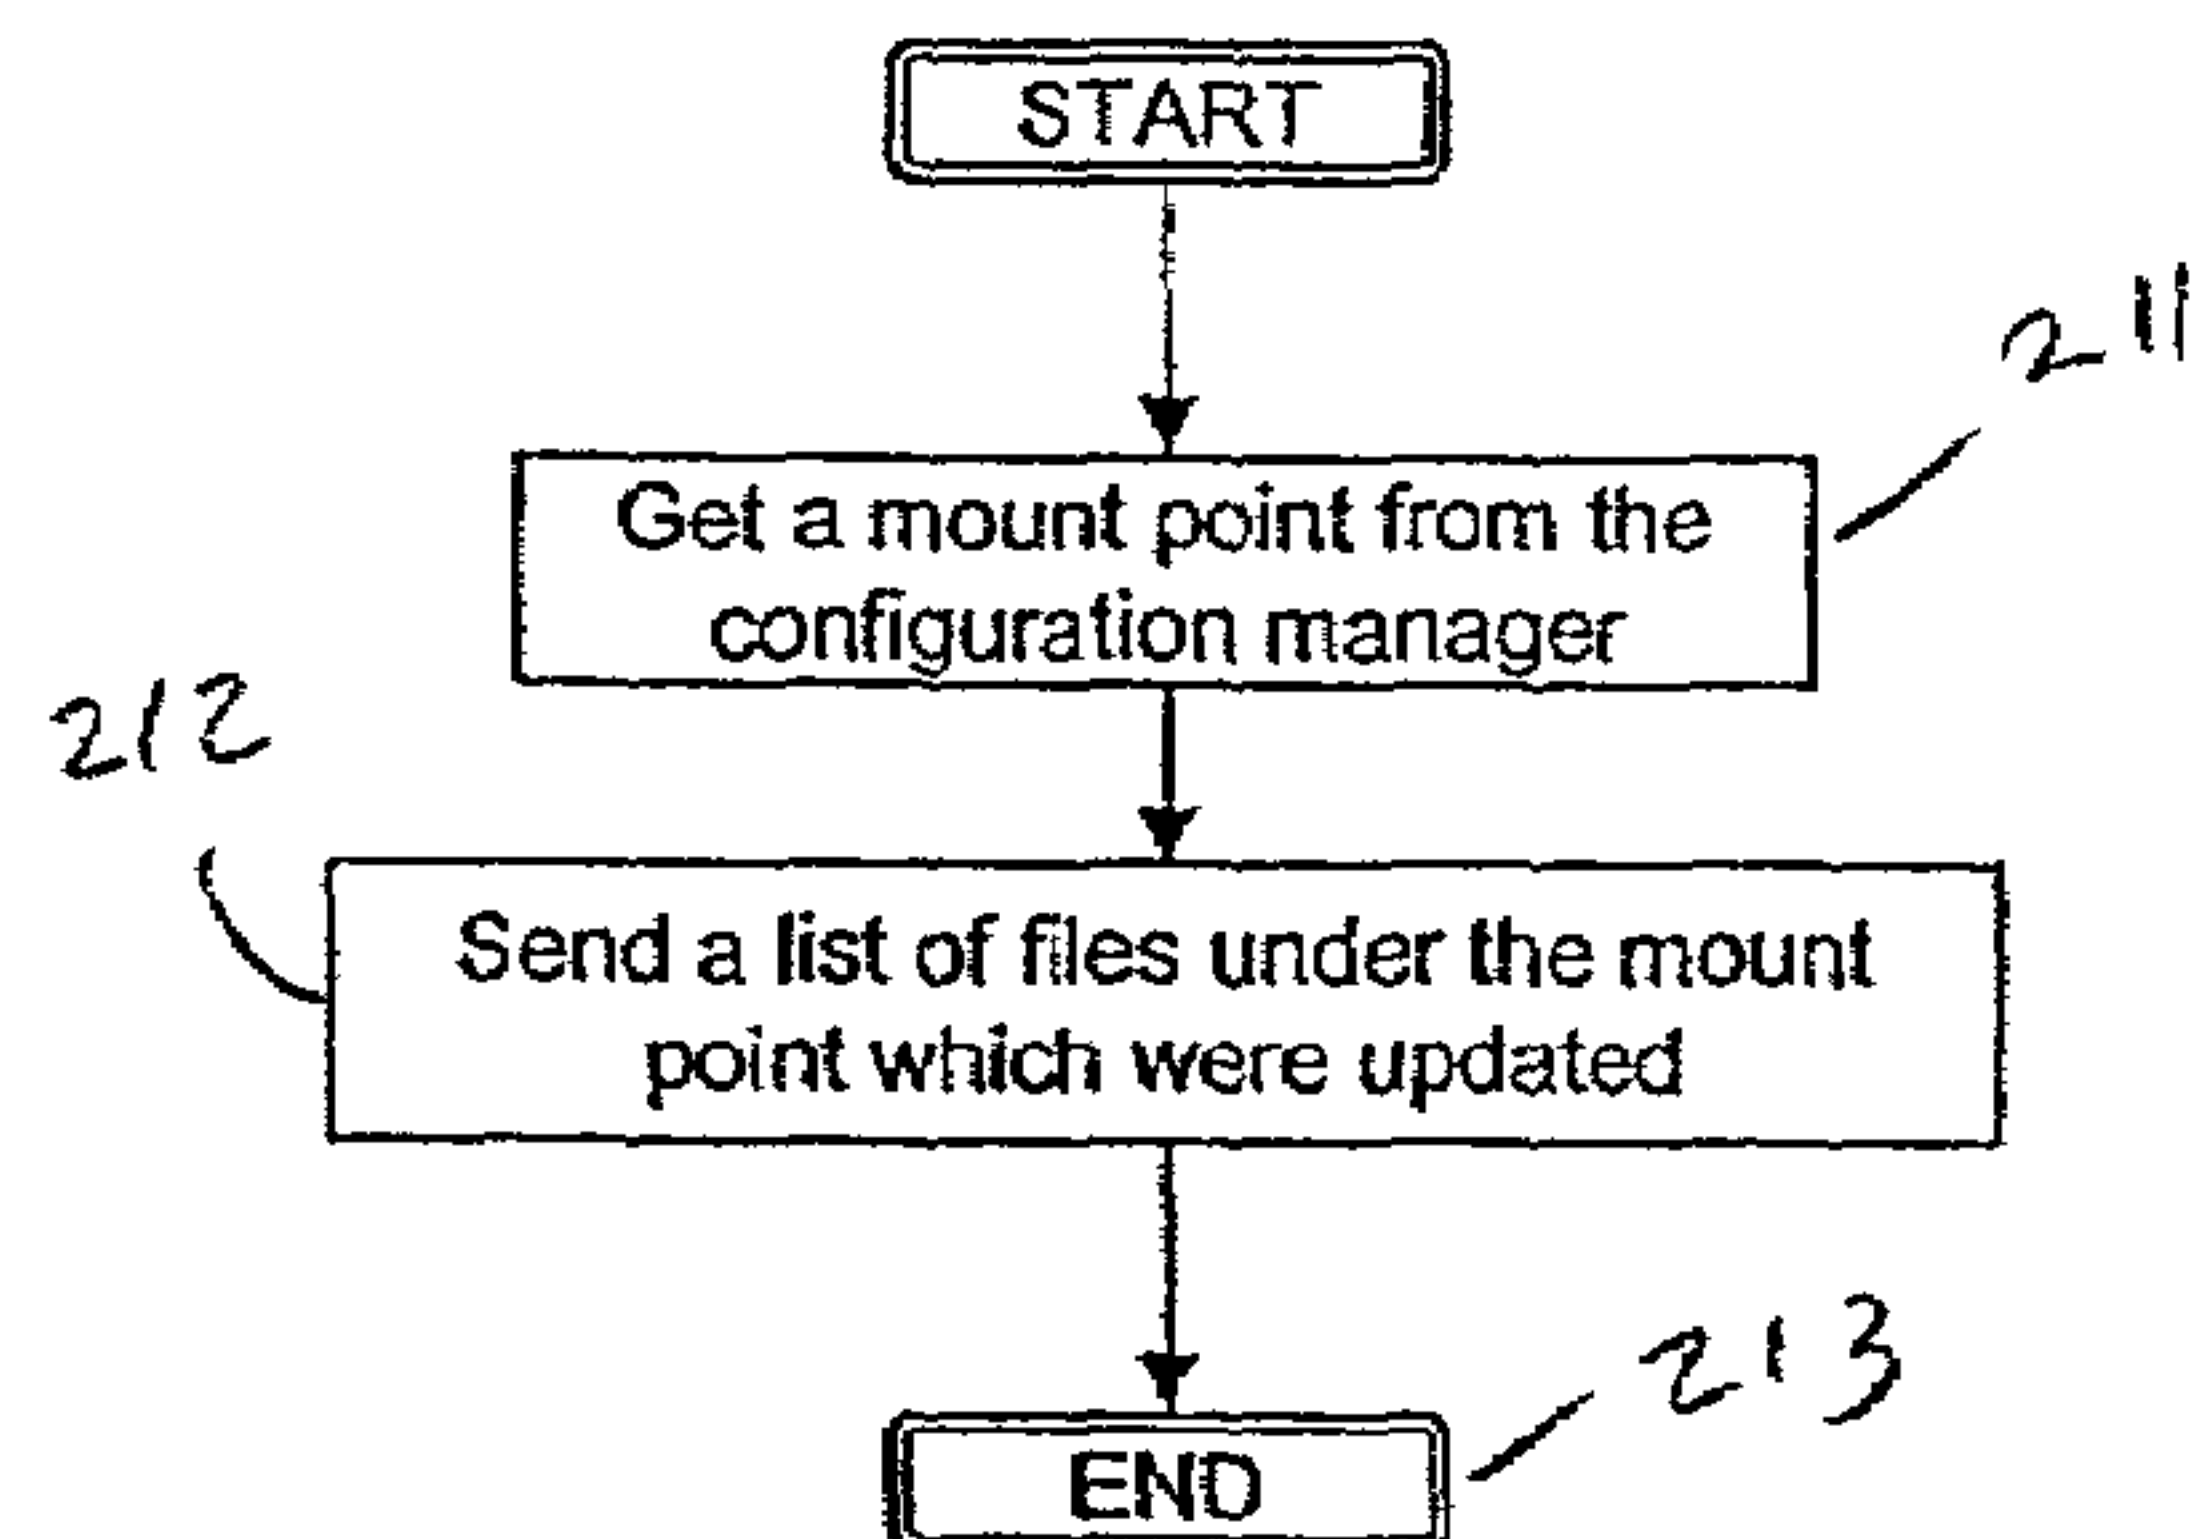 START
211
Get a mount point from the
configuration manager
212
Send a list of files under the mount
point which were updated
213
END